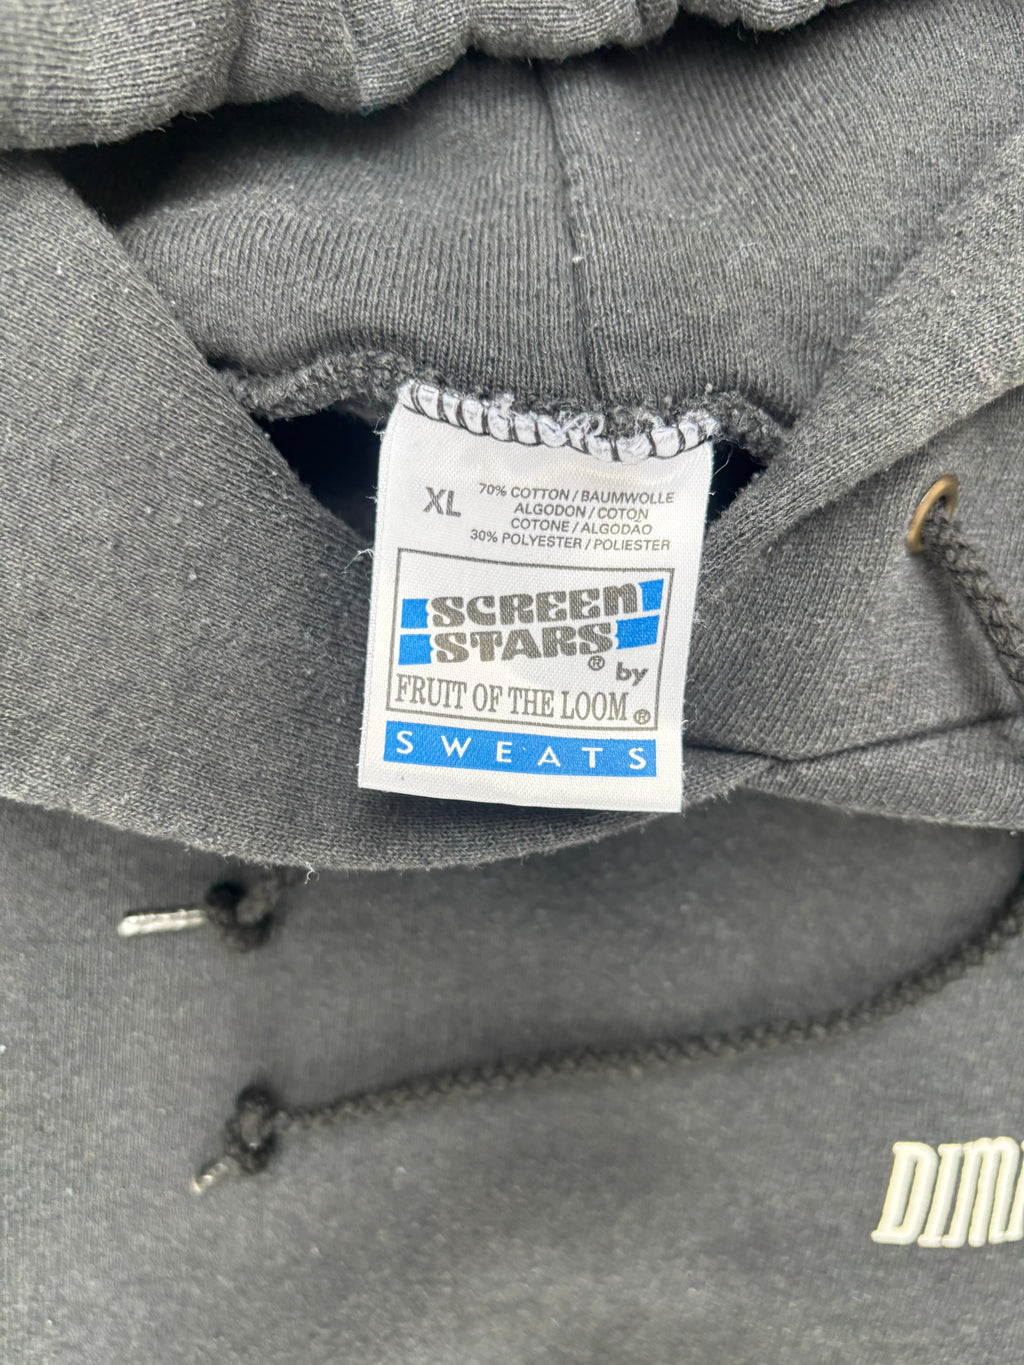 XL
70% COTTON / BAUMWOLLE
ALGODON / COTON
COTONE / ALGODÃO
30% POLYESTER / POLIESTER
SCREEN
STARS® by
FRUIT OF THE LOOM®
SWEATS